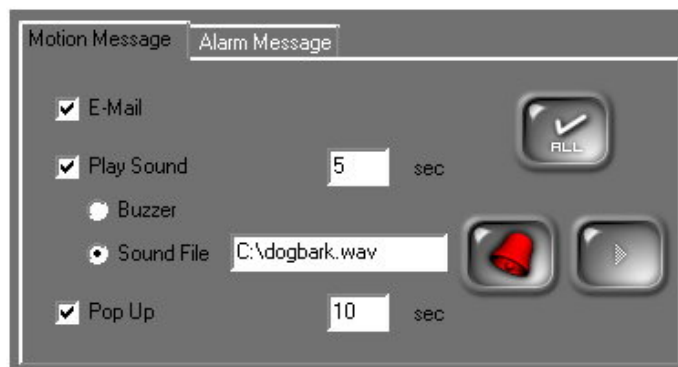 Motion Message Alarm Message
E-Mail
ALL
Play Sound 5 sec
Buzzer
Sound File C:\dogbark.wav
Pop Up 10 sec